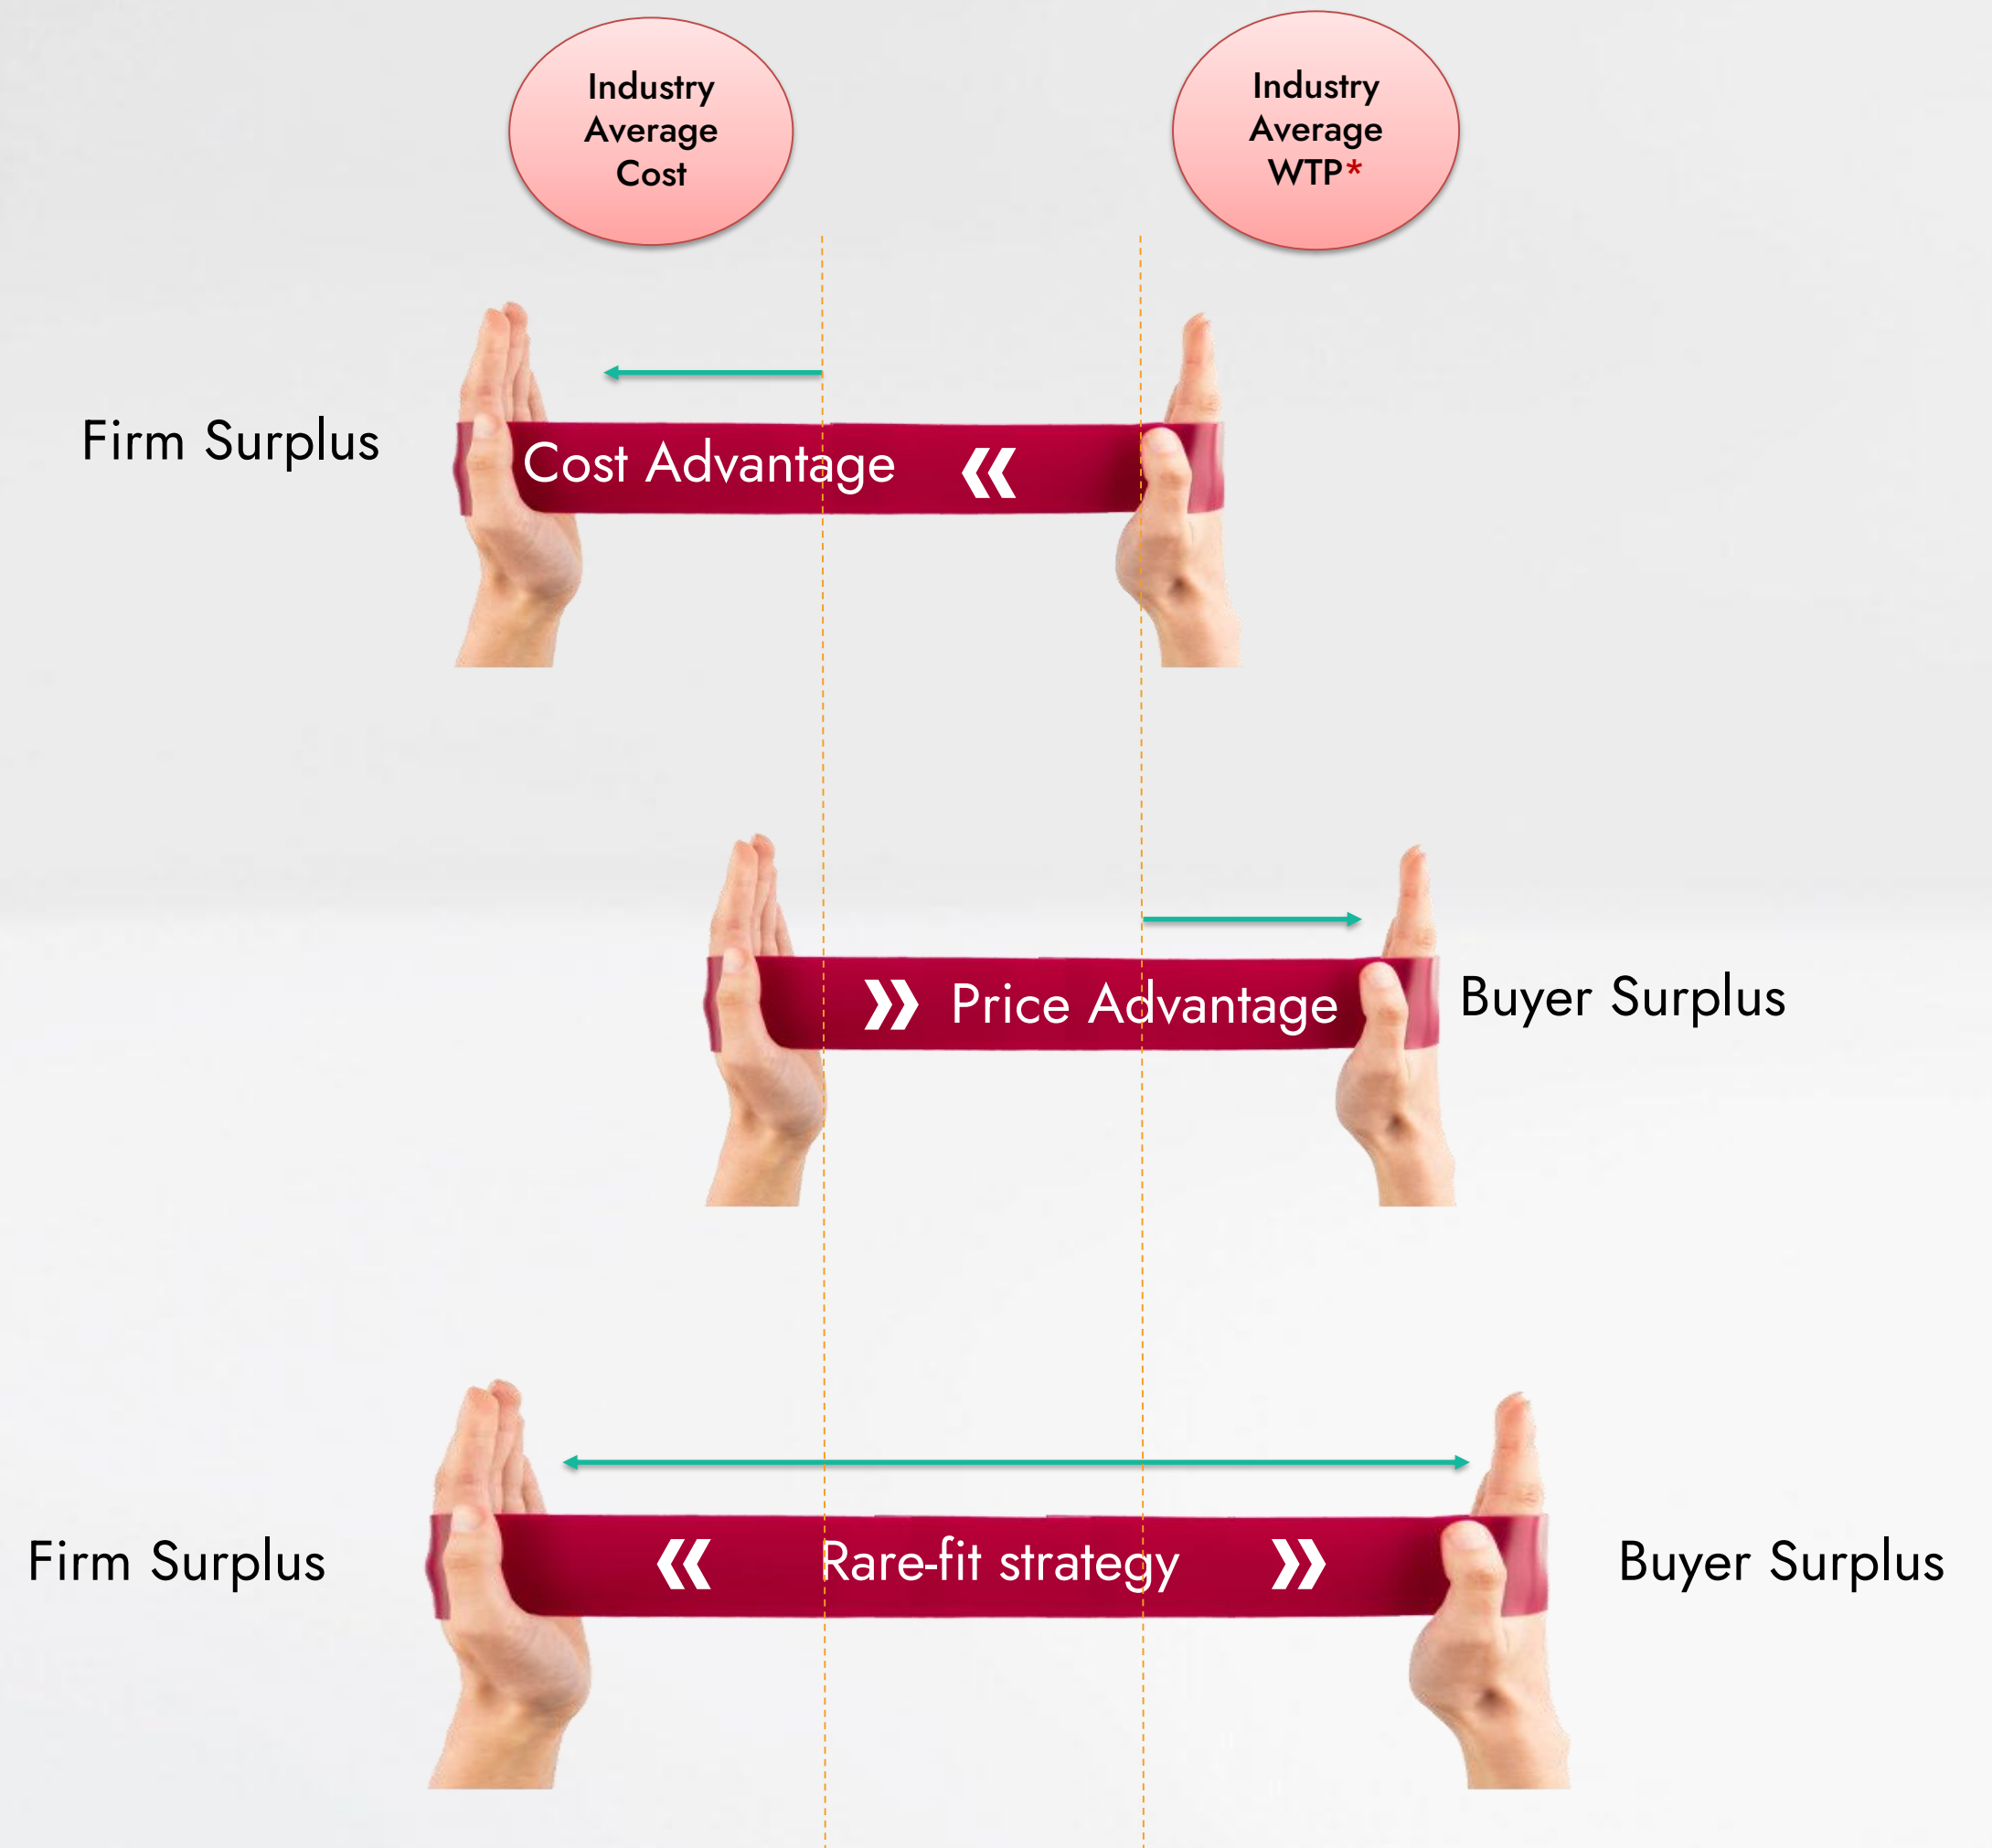 Industry
Average
Cost
Industry
Average
WTP*
Firm Surplus
Cost Advantage
Price Advantage
Buyer Surplus
Firm Surplus
Rare-fit strategy
Buyer Surplus